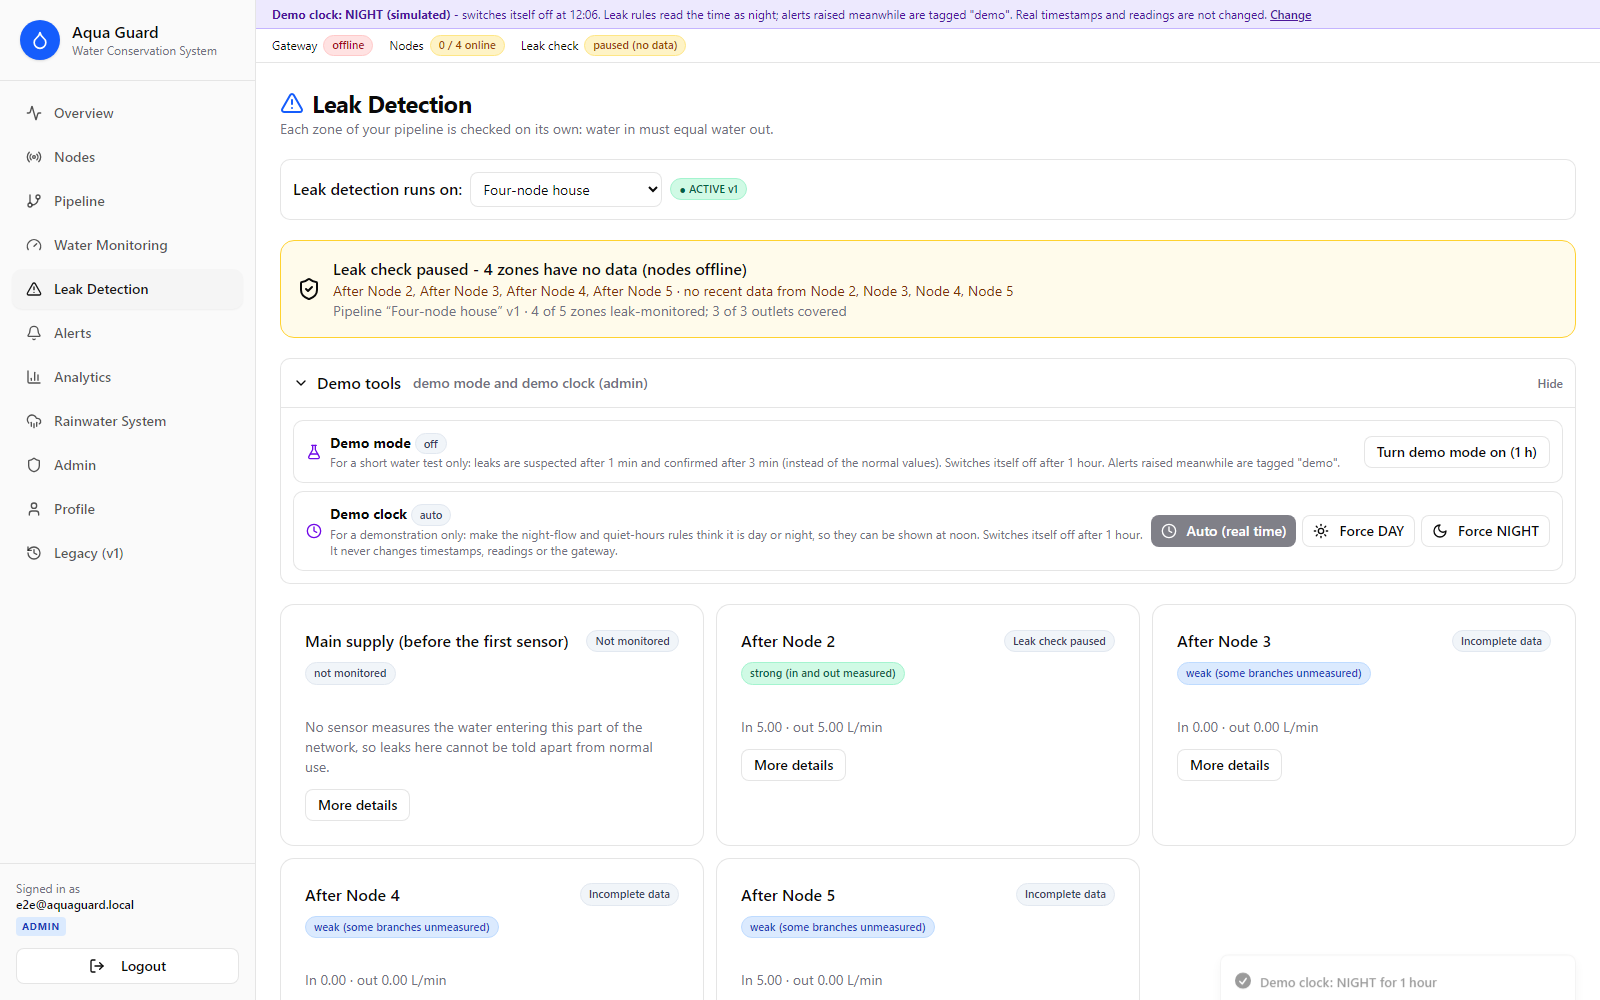 Aqua Guard
Water Conservation System
Demo clock: NIGHT (simulated) - switches itself off at 12:06. Leak rules read the time as night; alerts raised meanwhile are tagged "demo". Real timestamps and readings are not changed. Change
Gateway offline Nodes 0 / 4 online Leak check paused (no data)
Overview
Nodes
Pipeline
Water Monitoring
Leak Detection
Alerts
Analytics
Rainwater System
Admin
Profile
Legacy (v1)
Signed in as
e2e@aquaguard.local
ADMIN
Logout
Leak Detection
Each zone of your pipeline is checked on its own: water in must equal water out.
Leak detection runs on: Four-node house ● ACTIVE v1
Leak check paused - 4 zones have no data (nodes offline)
After Node 2, After Node 3, After Node 4, After Node 5 · no recent data from Node 2, Node 3, Node 4, Node 5
Pipeline “Four-node house” v1 · 4 of 5 zones leak-monitored; 3 of 3 outlets covered
Demo tools demo mode and demo clock (admin) Hide
Demo mode off
For a short water test only: leaks are suspected after 1 min and confirmed after 3 min (instead of the normal values). Switches itself off after 1 hour. Alerts raised meanwhile are tagged "demo".
Turn demo mode on (1 h)
Demo clock auto
For a demonstration only: make the night-flow and quiet-hours rules think it is day or night, so they can be shown at noon. Switches itself off after 1 hour.
It never changes timestamps, readings or the gateway.
Auto (real time) Force DAY Force NIGHT
Main supply (before the first sensor) Not monitored
not monitored
No sensor measures the water entering this part of the
network, so leaks here cannot be told apart from normal
use.
More details
After Node 2 Leak check paused
strong (in and out measured)
In 5.00 · out 5.00 L/min
More details
After Node 3 Incomplete data
weak (some branches unmeasured)
In 0.00 · out 0.00 L/min
More details
After Node 4 Incomplete data
weak (some branches unmeasured)
In 0.00 · out 0.00 L/min
After Node 5 Incomplete data
weak (some branches unmeasured)
In 5.00 · out 0.00 L/min
Demo clock: NIGHT for 1 hour